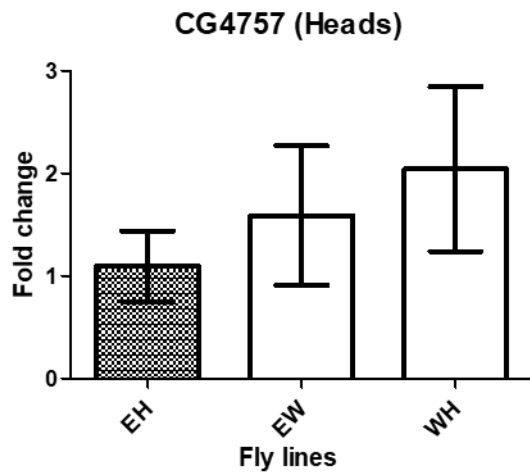 CG4757 (Heads)
Fold change
3
2
1
0
EH
EW
WH
Fly lines